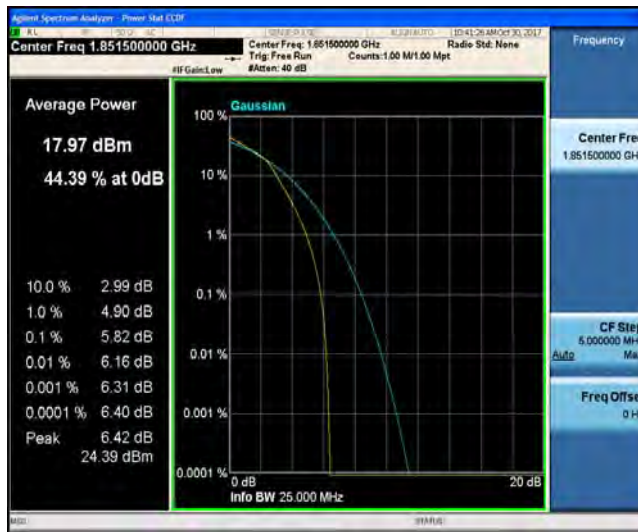 Agilent Spectrum Analyzer - Power Stat CCDF
RL 10:41:26 AM Oct 30, 2017
Center Freq 1.851500000 GHz
Center Freq: 1.851500000 GHz
Radio Std: None
Trig: Free Run
Counts:1.00 M/1.00 Mpt
#IFGain:Low
#Atten: 40 dB
Frequency
Average Power
17.97 dBm
44.39 % at 0dB
10.0 % 2.99 dB
1.0 % 4.90 dB
0.1 % 5.82 dB
0.01 % 6.16 dB
0.001 % 6.31 dB
0.0001 % 6.40 dB
Peak 6.42 dB
24.39 dBm
Gaussian
100 %
10 %
1 %
0.1 %
0.01 %
0.001 %
0.0001 %
0 dB
20 dB
Info BW 25.000 MHz
Center Fre
1.851500000 GH
CF Step
5.000000 MH
Auto Ma
Freq Offse
0 H
MSG
STATUS